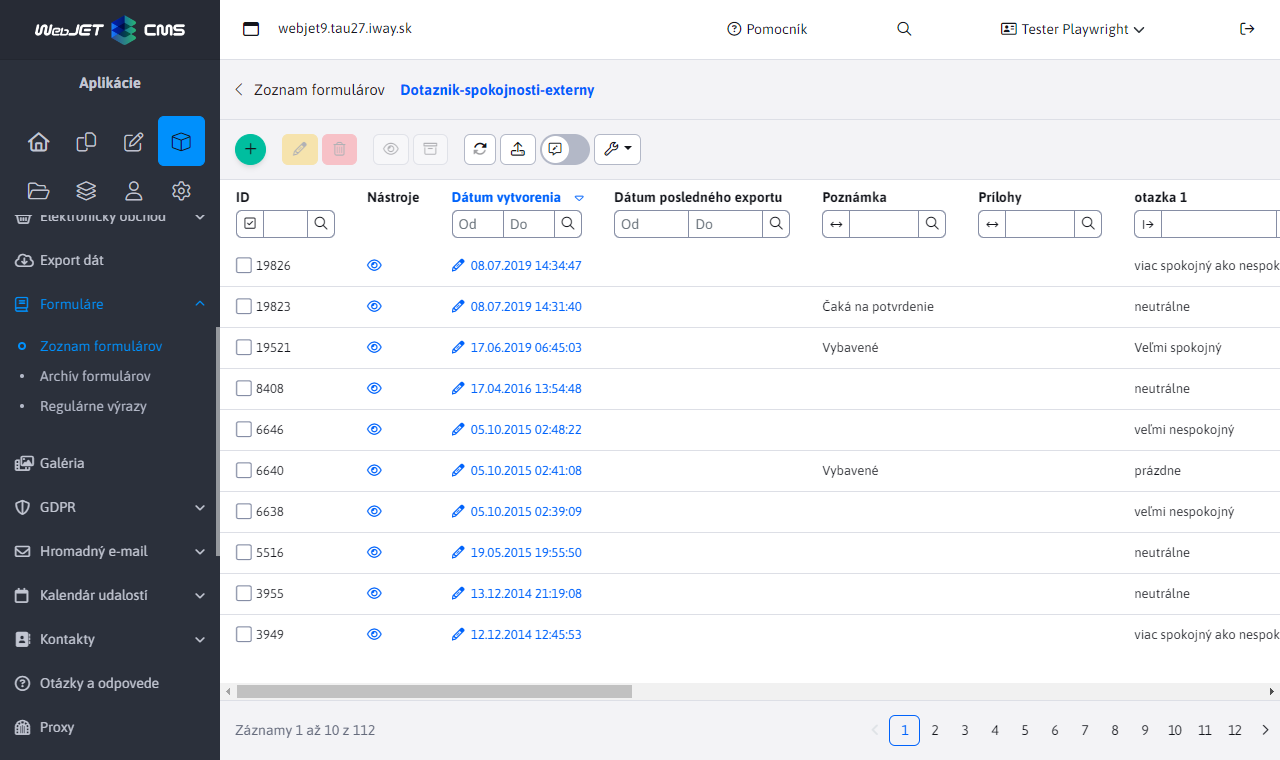 WebJET CMS
webjet9.tau27.iway.sk
Pomocník
Tester Playwright
Aplikácie
Zoznam formulárov
Dotaznik-spokojnosti-externy
Elektronický obchod
Export dát
Formuláre
Zoznam formulárov
Archív formulárov
Regulárne výrazy
Galéria
GDPR
Hromadný e-mail
Kalendár udalostí
Kontakty
Otázky a odpovede
Proxy
ID Nástroje Dátum vytvorenia Dátum posledného exportu Poznámka Prílohy otazka 1
Od Do Od Do
19826 08.07.2019 14:34:47 viac spokojný ako nespok
19823 08.07.2019 14:31:40 Čaká na potvrdenie neutrálne
19521 17.06.2019 06:45:03 Vybavené Veľmi spokojný
8408 17.04.2016 13:54:48 neutrálne
6646 05.10.2015 02:48:22 veľmi nespokojný
6640 05.10.2015 02:41:08 Vybavené prázdne
6638 05.10.2015 02:39:09 veľmi nespokojný
5516 19.05.2015 19:55:50 neutrálne
3955 13.12.2014 21:19:08 neutrálne
3949 12.12.2014 12:45:53 viac spokojný ako nespok
Záznamy 1 až 10 z 112
1 2 3 4 5 6 7 8 9 10 11 12